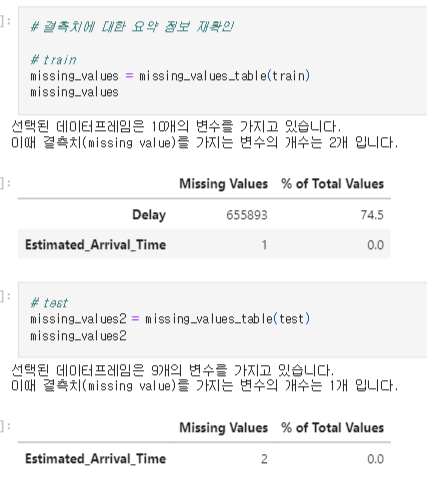 ]:
# 결측치에 대한 요약 정보 재확인
# train
missing_values = missing_values_table(train)
missing_values
선택된 데이터프레임은 10개의 변수를 가지고 있습니다.
이때 결측치(missing value)를 가지는 변수의 개수는 2개 입니다.
]:
Missing Values % of Total Values
Delay 655893 74.5
Estimated_Arrival_Time 1 0.0
]:
# test
missing_values2 = missing_values_table(test)
missing_values2
선택된 데이터프레임은 9개의 변수를 가지고 있습니다.
이때 결측치(missing value)를 가지는 변수의 개수는 1개 입니다.
]:
Missing Values % of Total Values
Estimated_Arrival_Time 2 0.0